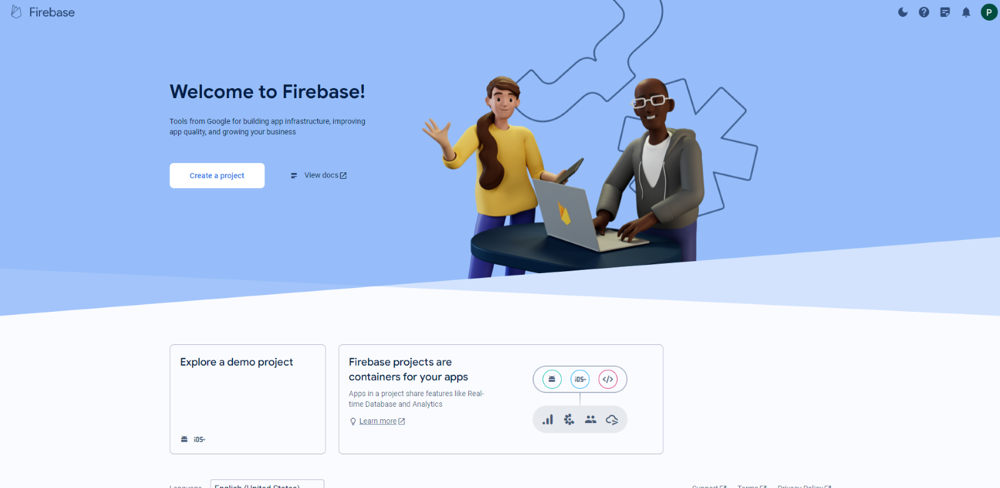 Firebase
P
Welcome to Firebase!
Tools from Google for building app infrastructure, improving
app quality, and growing your business
Create a project
View docs
Explore a demo project
iOS+
Firebase projects are
containers for your apps
Apps in a project share features like Real-
time Database and Analytics
Learn more
iOS+
</>
Language
English (United States)
Support
Terms
Privacy Policy